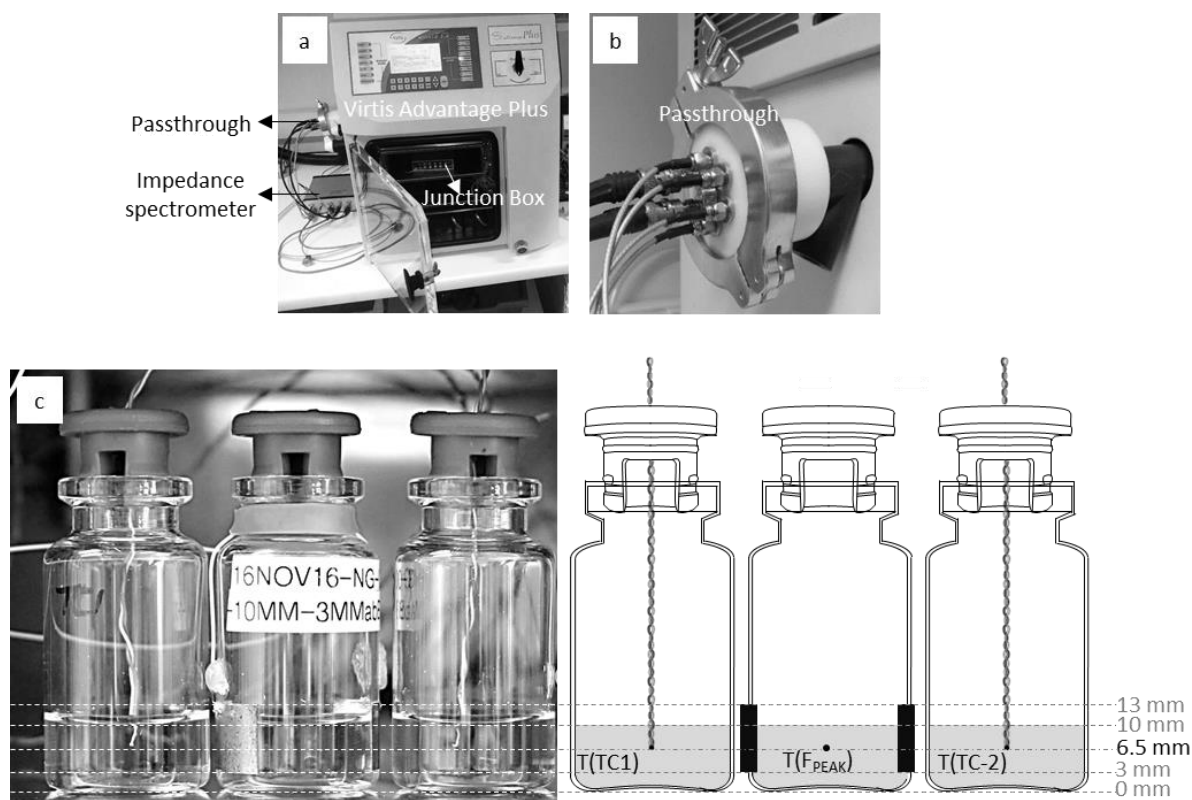 a
b
Virtis Advantage Plus
Passthrough
Passthrough
Impedance
spectrometer
Junction Box
c
TC1
16NOV16-NG-
-10MM-3MMab
13 mm
10 mm
6.5 mm
3 mm
0 mm
T(TC1)
T(FPEAK)
T(TC-2)